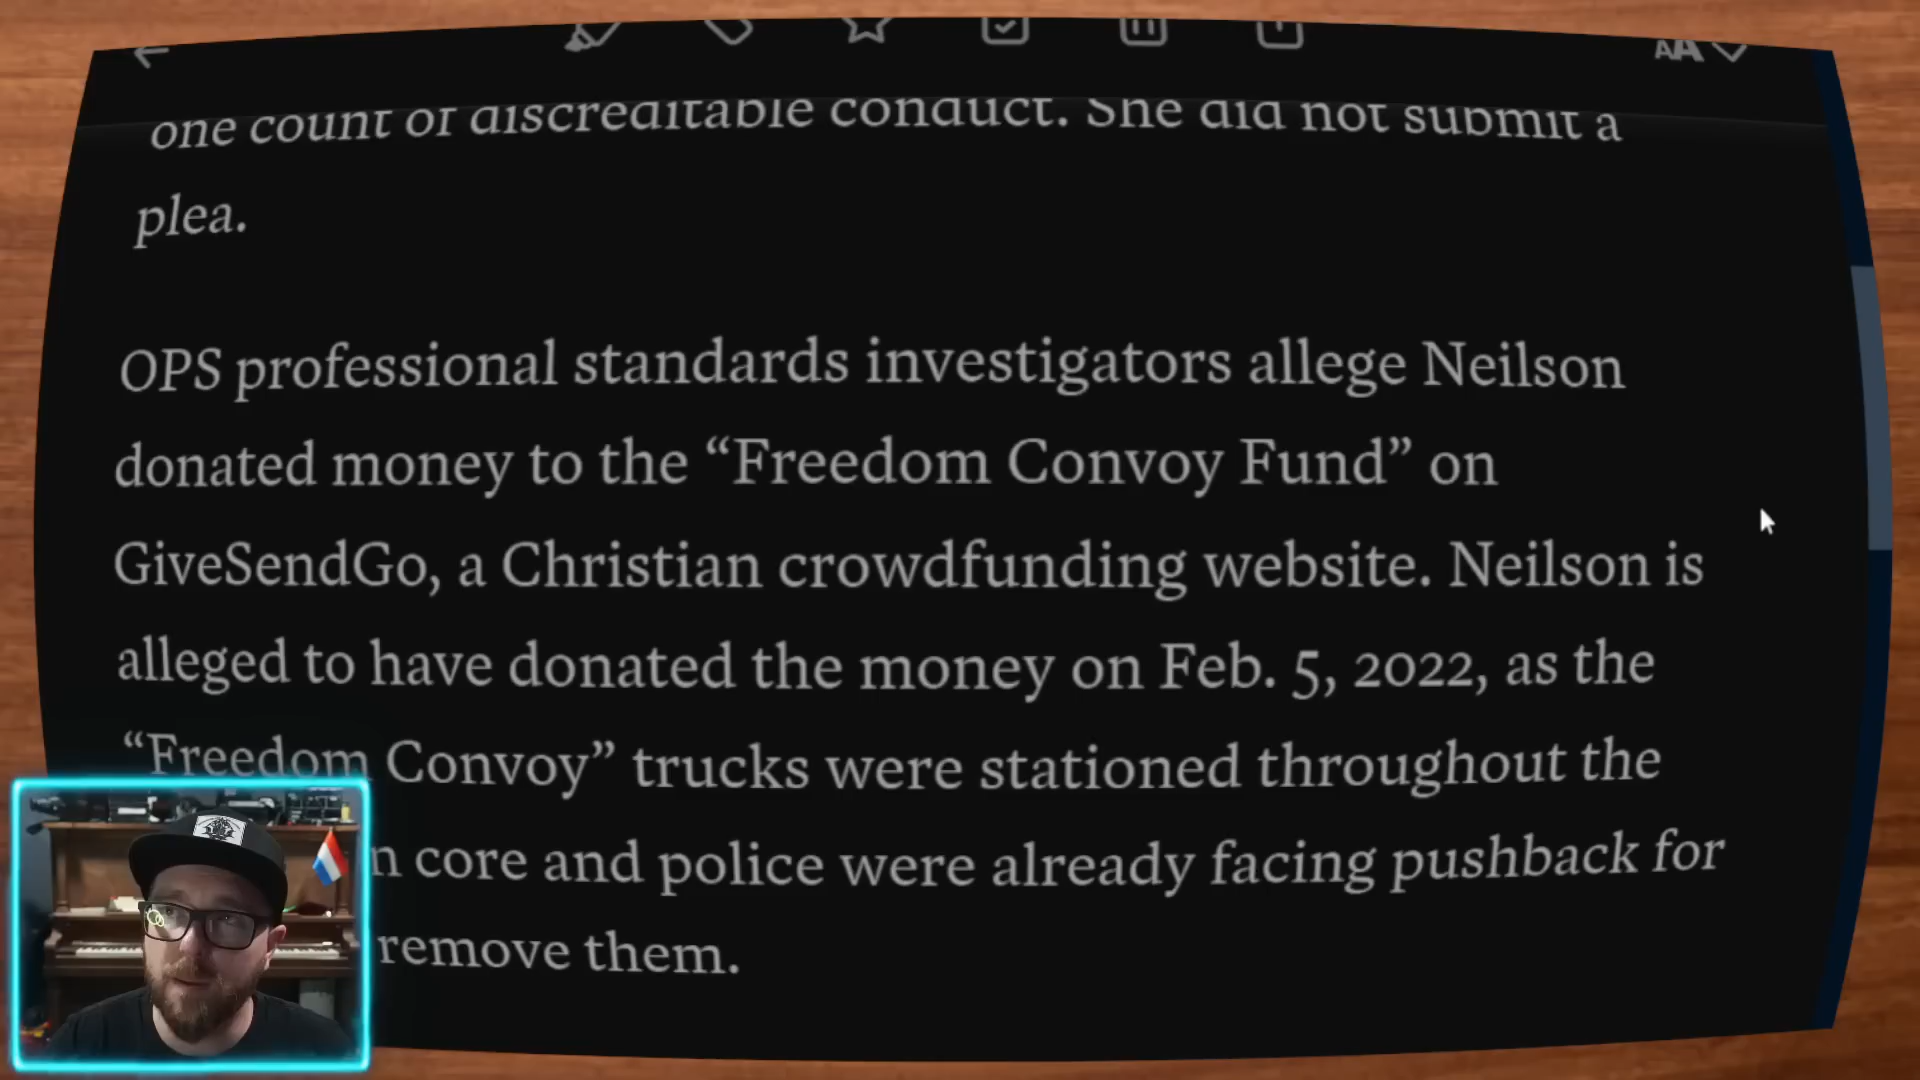 AA
one count of discreditable conduct. She did not submit a
plea.
OPS professional standards investigators allege Neilson
donated money to the “Freedom Convoy Fund” on
GiveSendGo, a Christian crowdfunding website. Neilson is
alleged to have donated the money on Feb. 5, 2022, as the
“Freedom Convoy” trucks were stationed throughout the
n core and police were already facing pushback for
remove them.